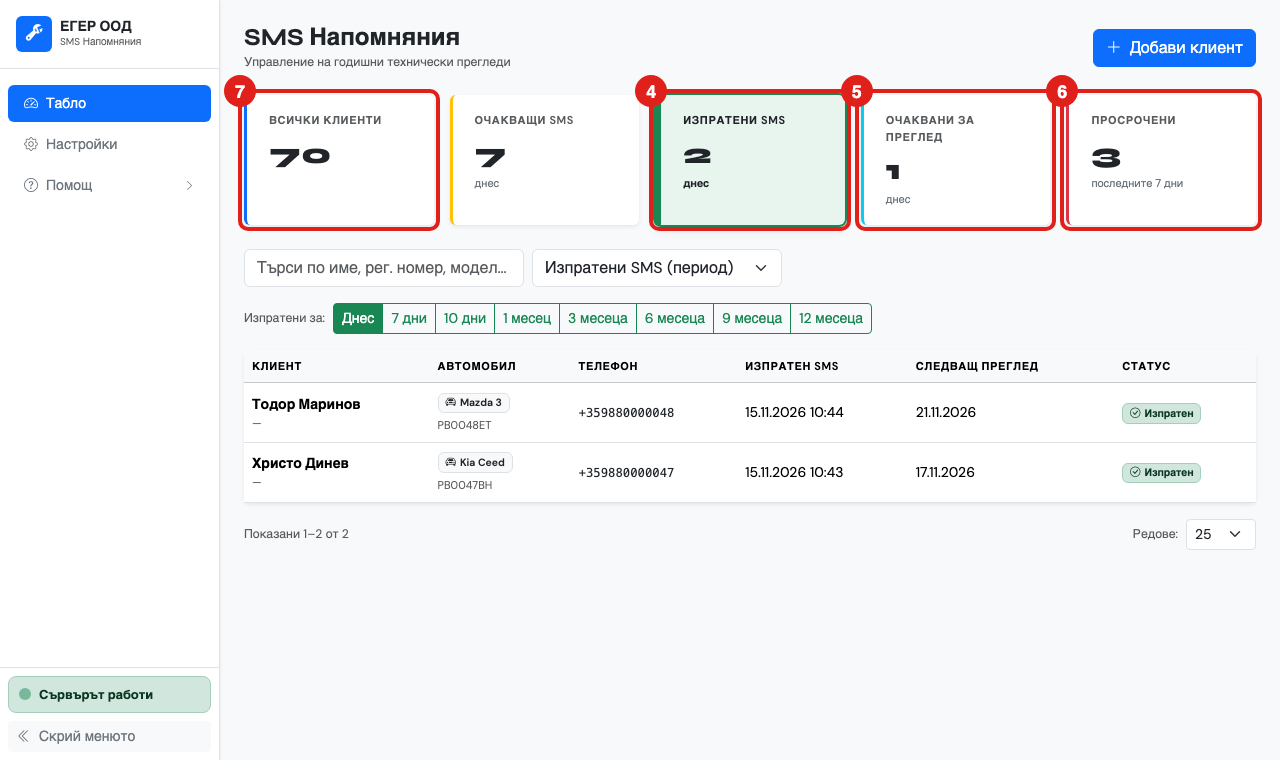 ЕГЕР ООД
SMS Напомняния
Табло
Настройки
Помощ
Сървърът работи
Скрий менюто
SMS Напомняния
Управление на годишни технически прегледи
Добави клиент
7
ВСИЧКИ КЛИЕНТИ
70
ОЧАКВАЩИ SMS
7
днес
4
ИЗПРАТЕНИ SMS
2
днес
5
ОЧАКВАНИ ЗА
ПРЕГЛЕД
1
днес
6
ПРОСРОЧЕНИ
3
последните 7 дни
Търси по име, рег. номер, модел...
Изпратени SMS (период)
Изпратени за: Днес 7 дни 10 дни 1 месец 3 месеца 6 месеца 9 месеца 12 месеца
КЛИЕНТ АВТОМОБИЛ ТЕЛЕФОН ИЗПРАТЕН SMS СЛЕДВАЩ ПРЕГЛЕД СТАТУС
Тодор Маринов Mazda 3 +359880000048 15.11.2026 10:44 21.11.2026 Изпратен
— PB0048ET
Христо Динев Kia Ceed +359880000047 15.11.2026 10:43 17.11.2026 Изпратен
— PB0047BH
Показани 1–2 от 2
Редове: 25